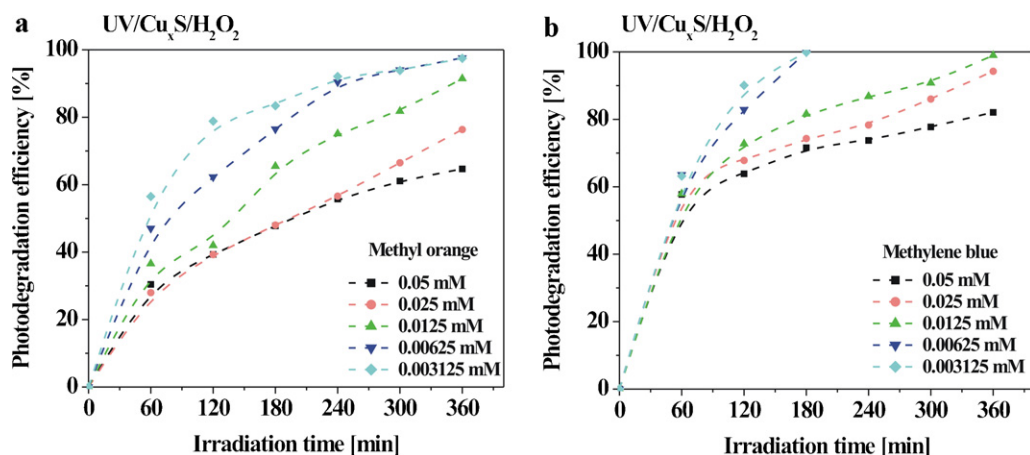 a
UV/CuₓS/H₂O₂
Photodegradation efficiency [%]
100
80
60
40
20
0
Methyl orange
0.05 mM
0.025 mM
0.0125 mM
0.00625 mM
0.003125 mM
0 60 120 180 240 300 360
Irradiation time [min]
b
UV/CuₓS/H₂O₂
Photodegradation efficiency [%]
100
80
60
40
20
0
Methylene blue
0.05 mM
0.025 mM
0.0125 mM
0.00625 mM
0.003125 mM
0 60 120 180 240 300 360
Irradiation time [min]